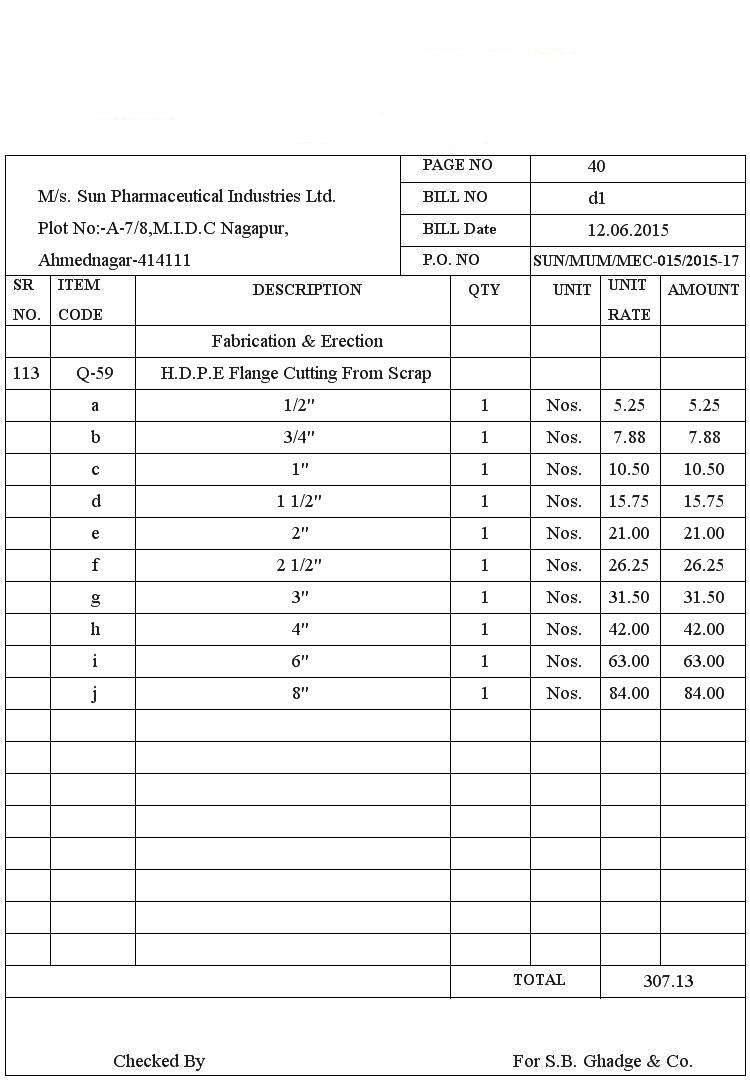 PAGE NO 40
M/s. Sun Pharmaceutical Industries Ltd. BILL NO d1
Plot No:-A-7/8,M.I.D.C Nagapur, BILL Date 12.06.2015
Ahmednagar-414111 P.O. NO SUN/MUM/MEC-015/2015-17
SR NO. ITEM CODE DESCRIPTION QTY UNIT UNIT RATE AMOUNT
Fabrication & Erection
113 Q-59 H.D.P.E Flange Cutting From Scrap
a 1/2" 1 Nos. 5.25 5.25
b 3/4" 1 Nos. 7.88 7.88
c 1" 1 Nos. 10.50 10.50
d 1 1/2" 1 Nos. 15.75 15.75
e 2" 1 Nos. 21.00 21.00
f 2 1/2" 1 Nos. 26.25 26.25
g 3" 1 Nos. 31.50 31.50
h 4" 1 Nos. 42.00 42.00
i 6" 1 Nos. 63.00 63.00
j 8" 1 Nos. 84.00 84.00
TOTAL 307.13
Checked By For S.B. Ghadge & Co.